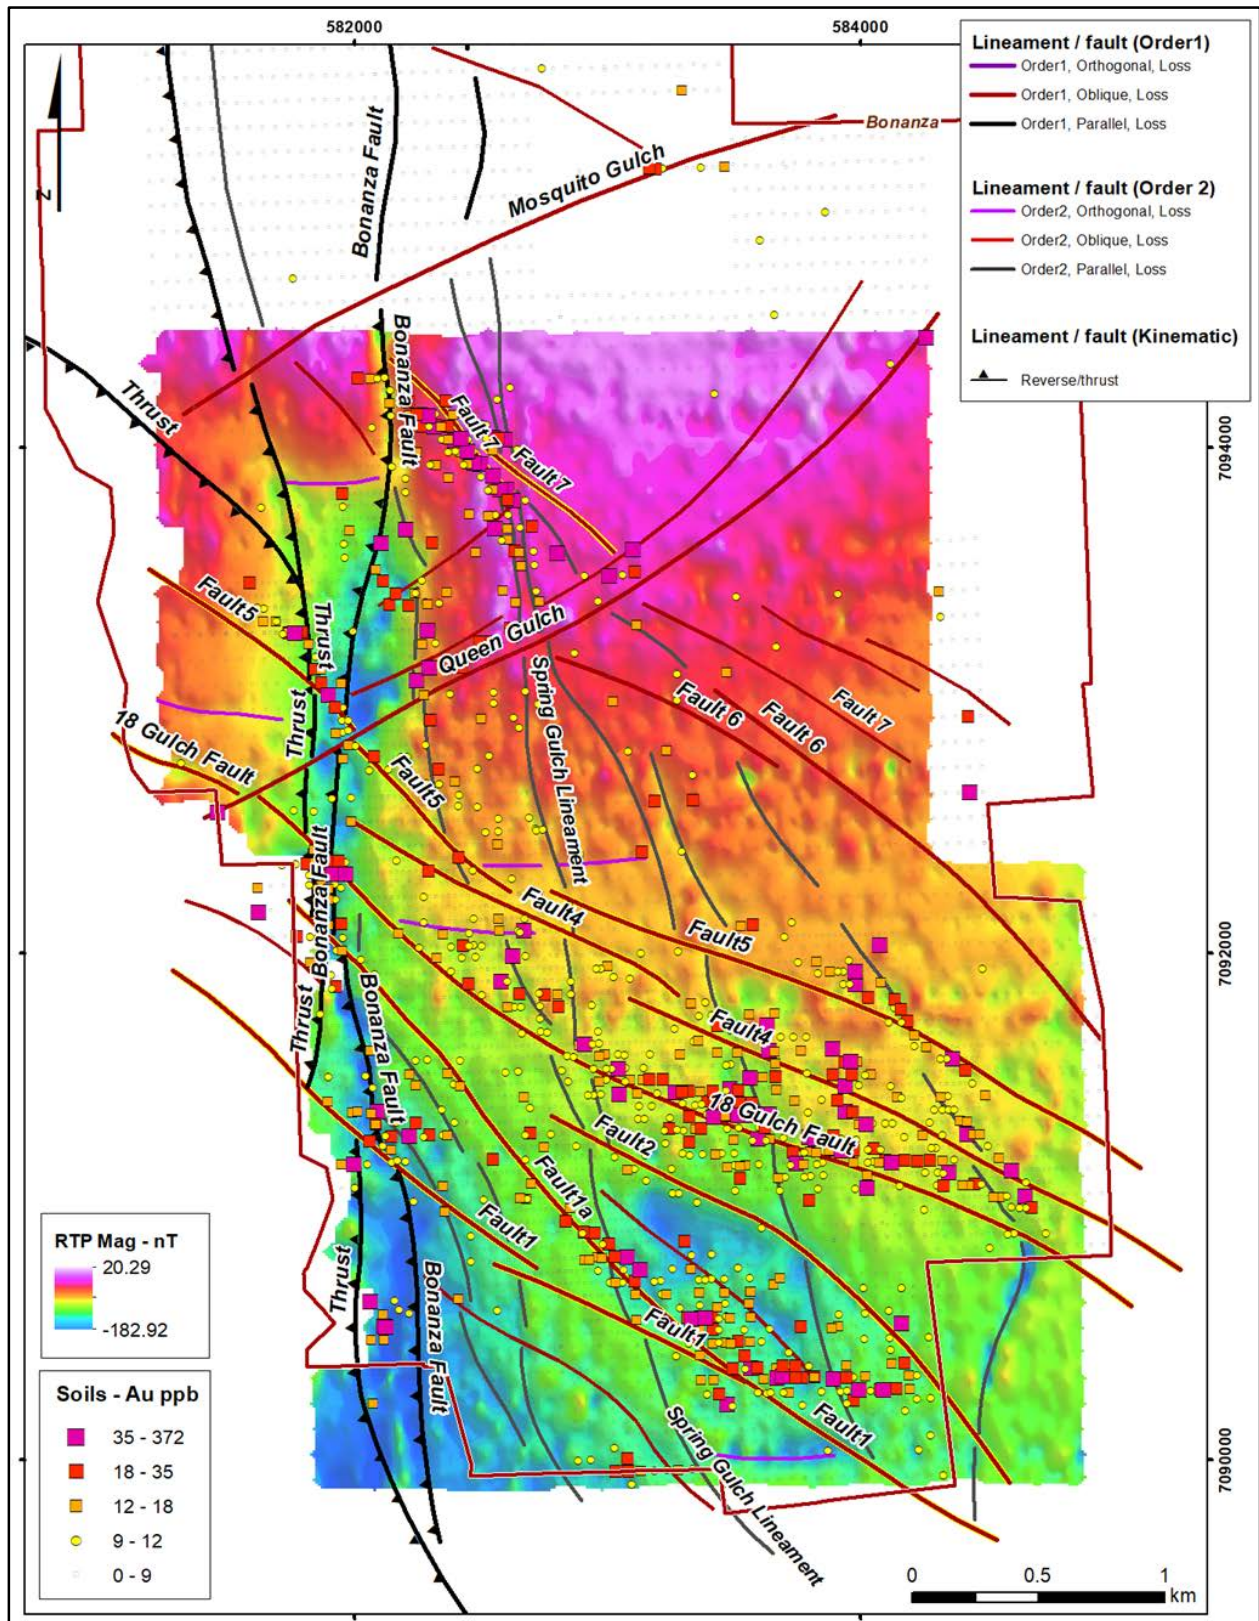 582000
584000
Lineament / fault (Order1)
Order1, Orthogonal, Loss
Order1, Oblique, Loss
Order1, Parallel, Loss
Lineament / fault (Order 2)
Order2, Orthogonal, Loss
Order2, Oblique, Loss
Order2, Parallel, Loss
Lineament / fault (Kinematic)
Reverse/thrust
Z
Bonanza
Bonanza Fault
Mosquito Gulch
Thrust
Bonanza Fault
Fault 7
Fault 7
7094000
Fault5
Thrust
Queen Gulch
Thrust
18 Gulch Fault
Spring Gulch Lineament
Fault 6
Fault 6
Fault 7
Fault5
Bonanza Fault
Fault4
Fault5
7092000
Thrust
Bonanza Fault
Fault4
18 Gulch Fault
Fault2
Fault1a
Fault1
Thrust
Bonanza Fault
Fault1
Fault1
Spring Gulch Lineament
7090000
RTP Mag - nT
20.29
-182.92
Soils - Au ppb
35 - 372
18 - 35
12 - 18
9 - 12
0 - 9
0 0.5 1
km